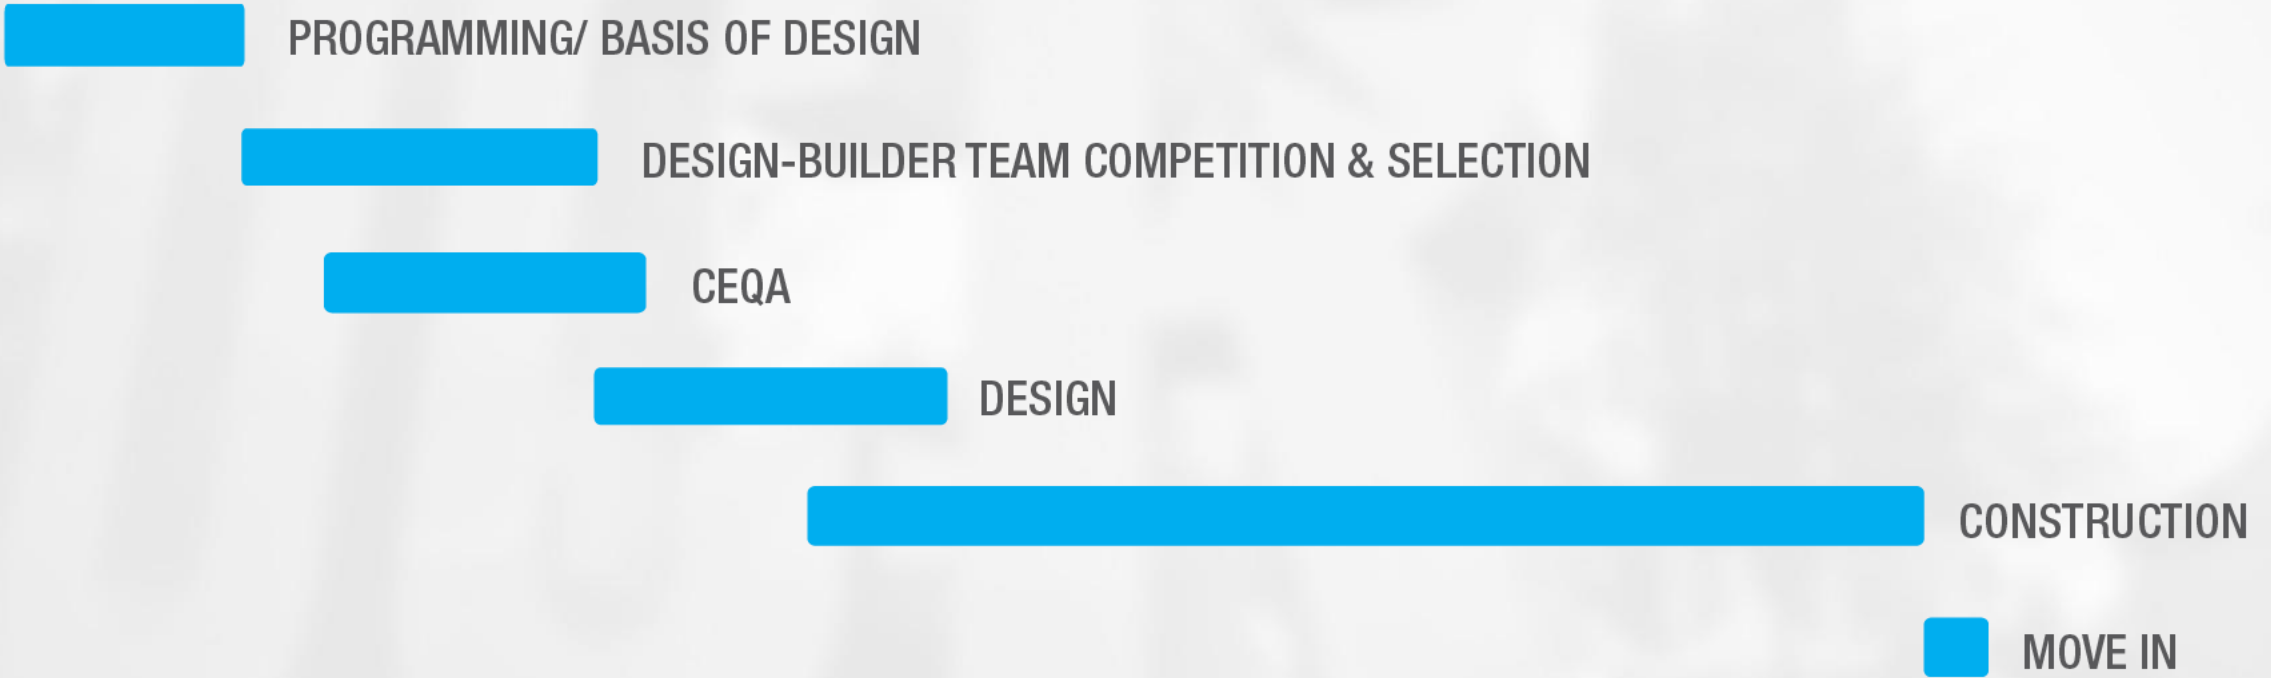 PROGRAMMING/ BASIS OF DESIGN
DESIGN-BUILDER TEAM COMPETITION & SELECTION
CEQA
DESIGN
CONSTRUCTION
MOVE IN